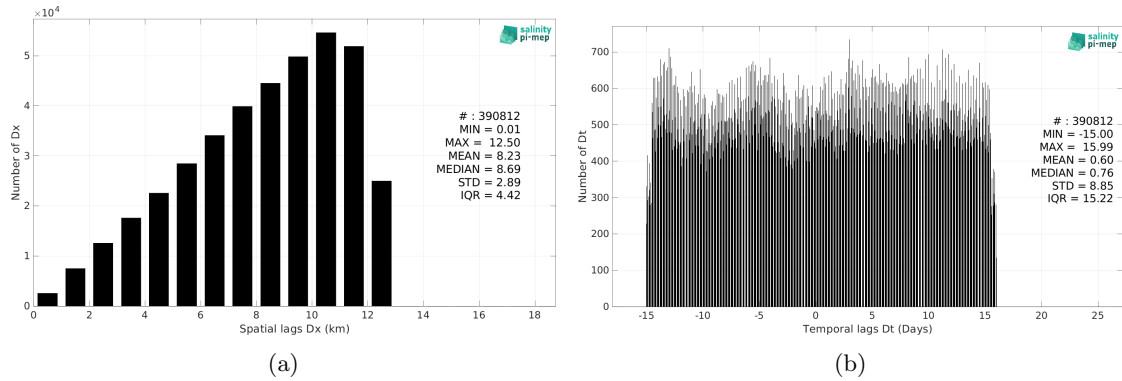 ×10⁴
5
4
3
2
1
0
Number of Dx
0 2 4 6 8 10 12 14 16 18
Spatial lags Dx (km)
salinity
pi-mep
# : 390812
MIN = 0.01
MAX = 12.50
MEAN = 8.23
MEDIAN = 8.69
STD = 2.89
IQR = 4.42
(a)
700
600
500
400
300
200
100
0
Number of Dt
-15 -10 -5 0 5 10 15 20 25
Temporal lags Dt (Days)
salinity
pi-mep
# : 390812
MIN = -15.00
MAX = 15.99
MEAN = 0.60
MEDIAN = 0.76
STD = 8.85
IQR = 15.22
(b)